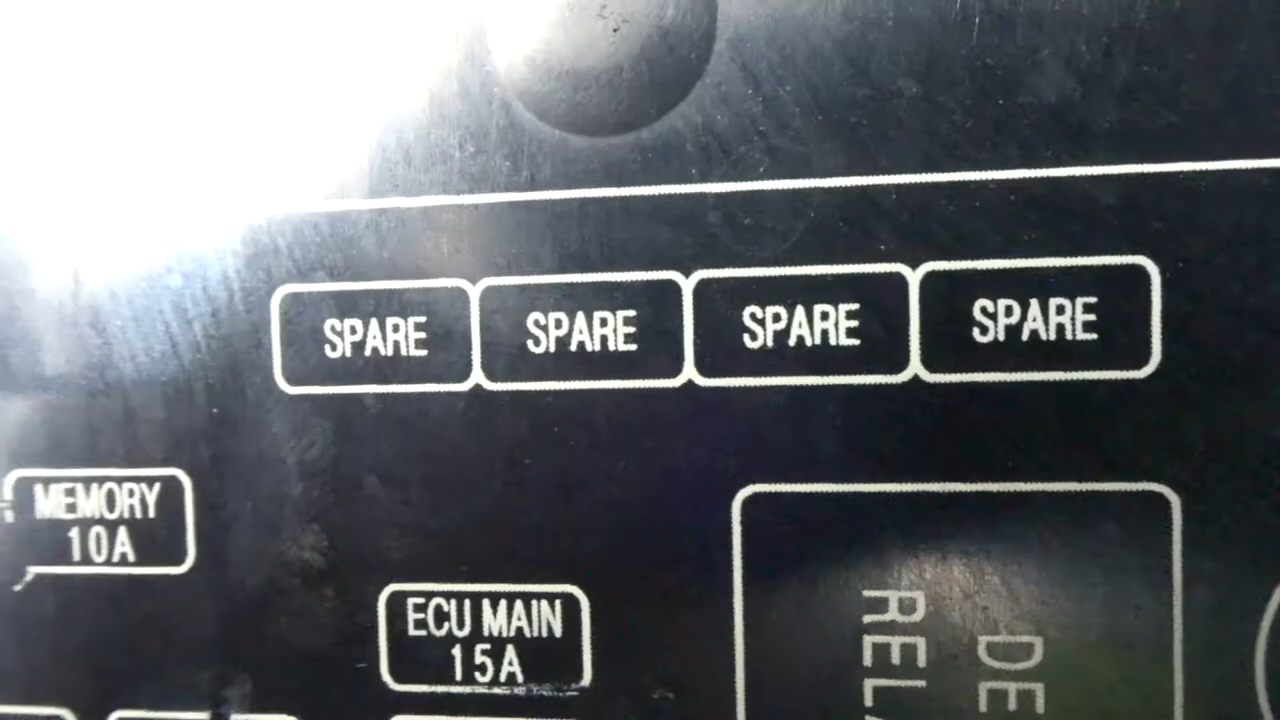 SPARE SPARE SPARE SPARE
MEMORY
10A
ECU MAIN
15A